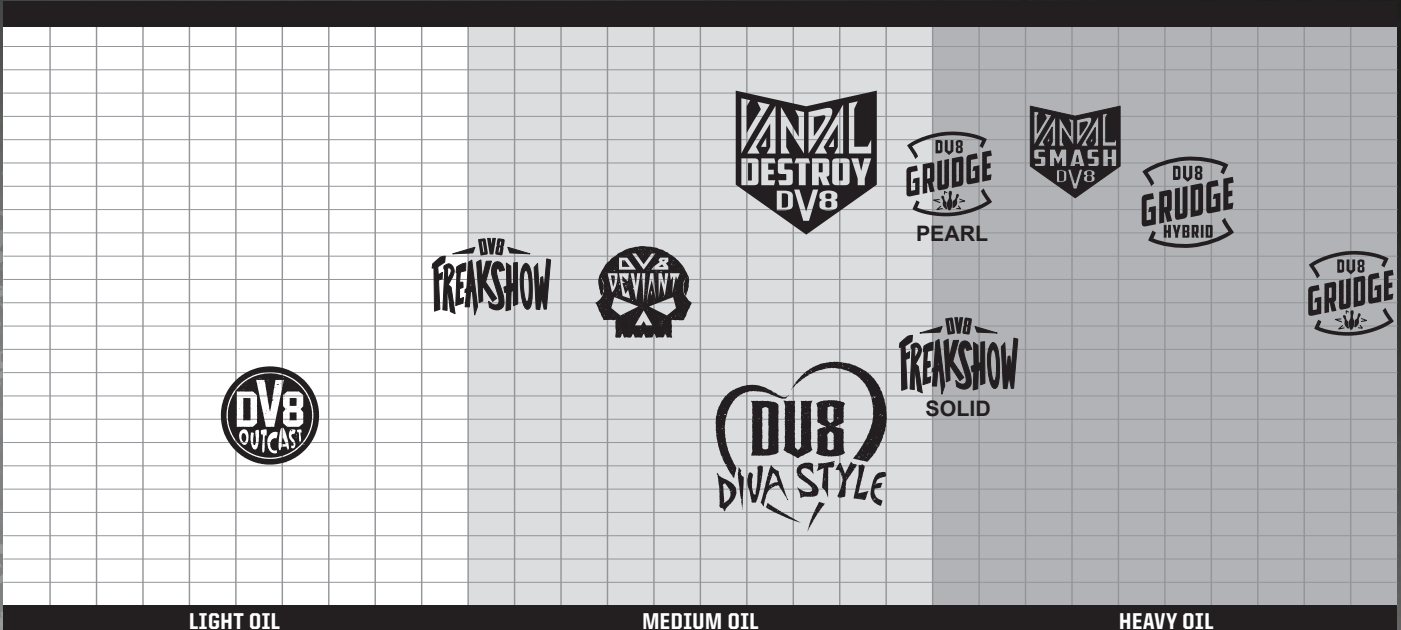 VANDAL
DESTROY
DV8
DV8
GRUDGE
PEARL
VANDAL
SMASH
DV8
DV8
GRUDGE
HYBRID
DV8
FREAKSHOW
DV8
DEVIANT
DV8
GRUDGE
DV8
FREAKSHOW
SOLID
DV8
OUTCAST
DV8
DIVA STYLE
LIGHT OIL
MEDIUM OIL
HEAVY OIL